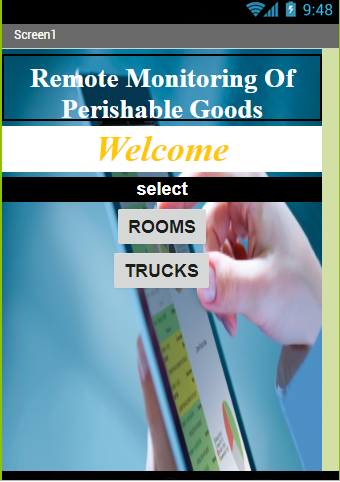 9:48
Screen1
Remote Monitoring Of
Perishable Goods
Welcome
select
ROOMS
TRUCKS